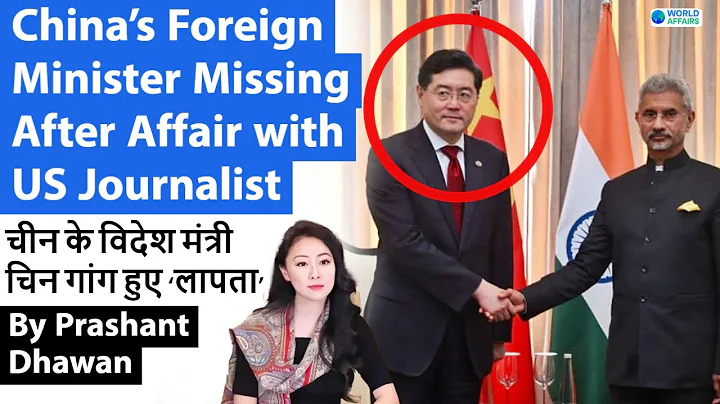 China's Foreign
Minister Missing
After Affair with
US Journalist
चीन के विदेश मंत्री
चिन गांग हुए ‘लापता’
By Prashant
Dhawan
WORLD
AFFAIRS